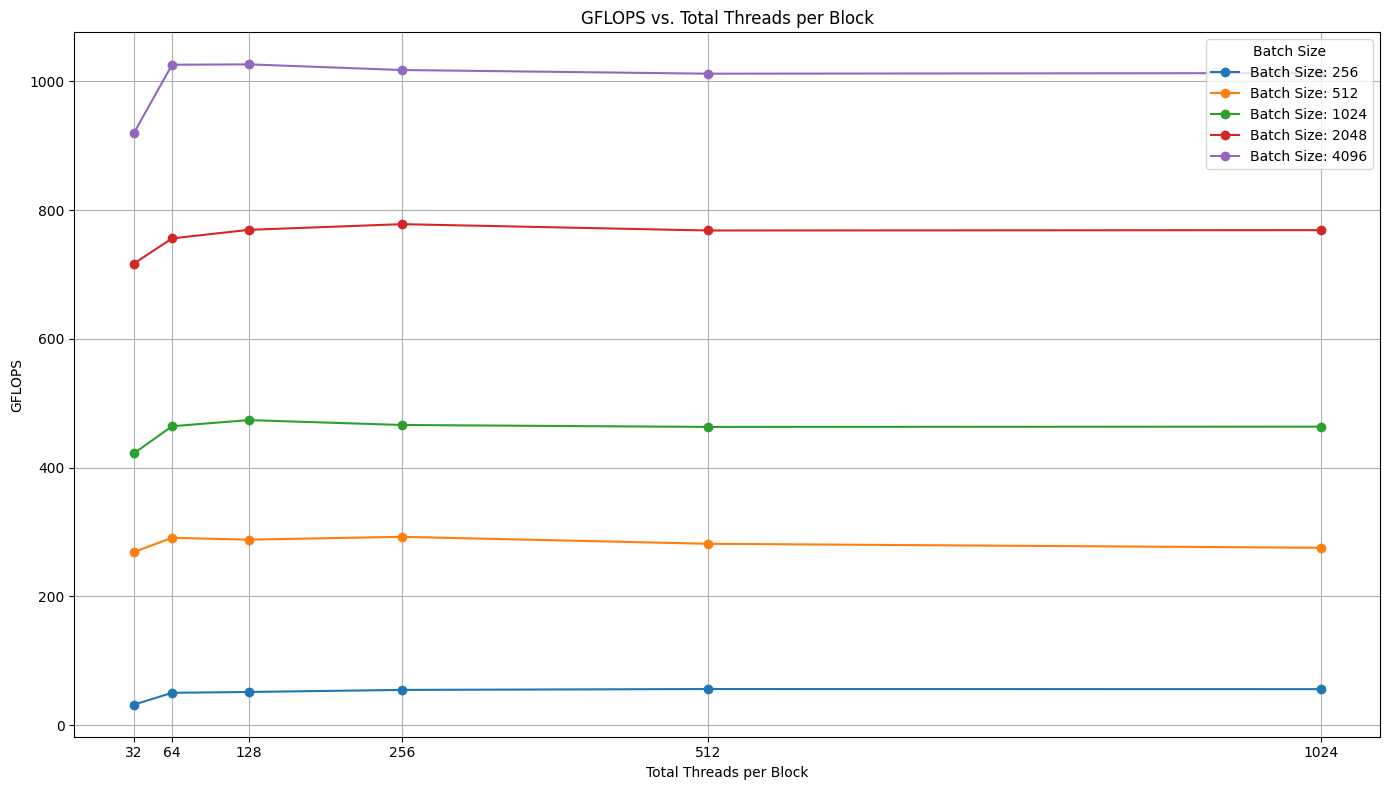 GFLOPS vs. Total Threads per Block
Batch Size
Batch Size: 256
Batch Size: 512
Batch Size: 1024
Batch Size: 2048
Batch Size: 4096
1000
800
600
400
200
0
GFLOPS
32 64 128 256 512 1024
Total Threads per Block